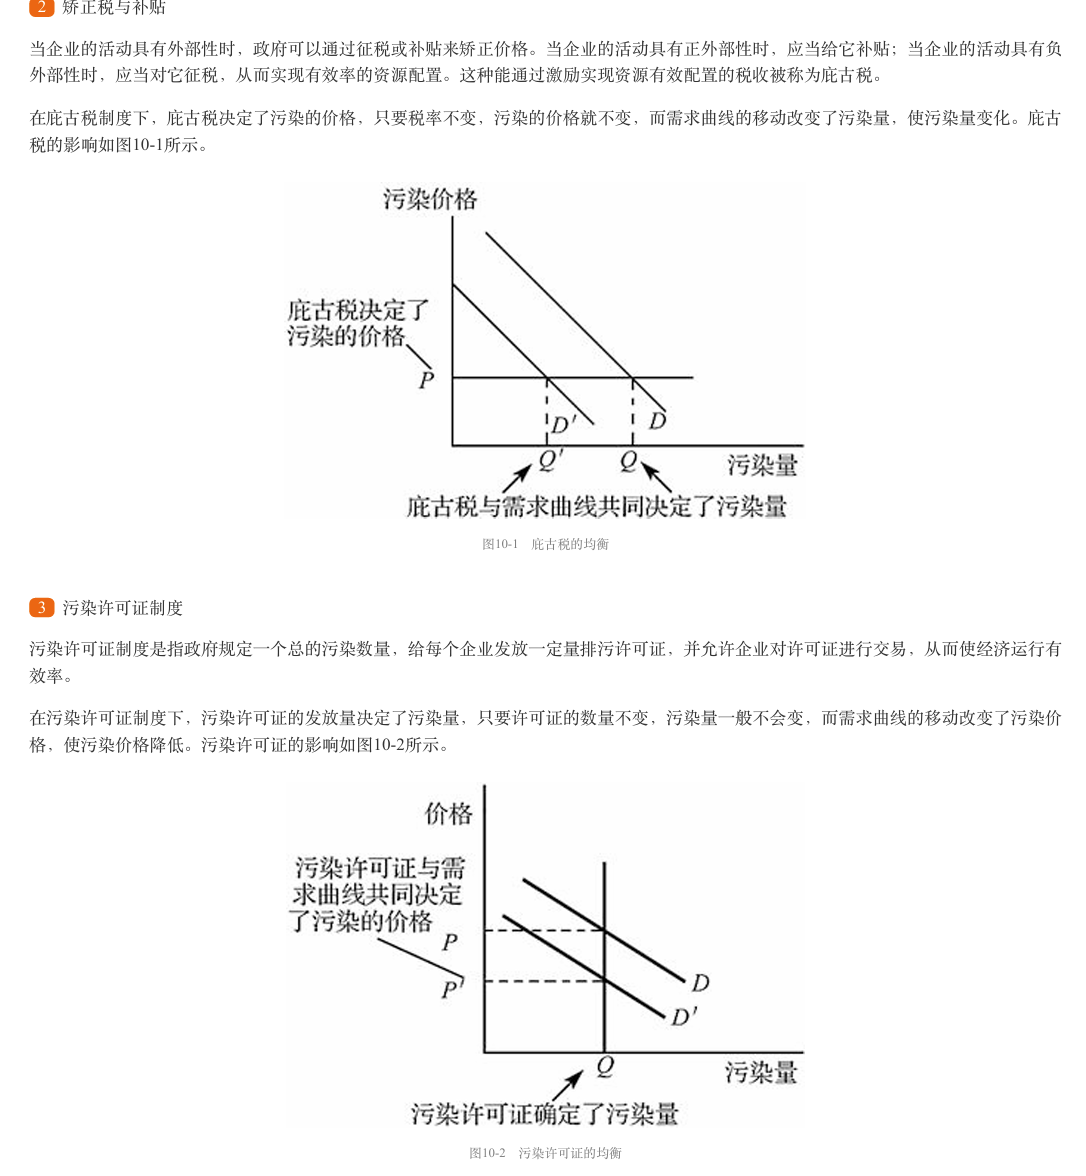 2 矫正税与补贴
当企业的活动具有外部性时，政府可以通过征税或补贴来矫正价格。当企业的活动具有正外部性时，应当给它补贴；当企业的活动具有负
外部性时，应当对它征税，从而实现有效率的资源配置。这种能通过激励实现资源有效配置的税收被称为庇古税。
在庇古税制度下，庇古税决定了污染的价格，只要税率不变，污染的价格就不变，而需求曲线的移动改变了污染量，使污染量变化。庇古
税的影响如图10-1所示。
污染价格
庇古税决定了
污染的价格
P
D′
D
Q′
Q
污染量
庇古税与需求曲线共同决定了污染量
图10-1 庇古税的均衡
3 污染许可证制度
污染许可证制度是指政府规定一个总的污染数量，给每个企业发放一定量排污许可证，并允许企业对许可证进行交易，从而使经济运行有
效率。
在污染许可证制度下，污染许可证的发放量决定了污染量，只要许可证的数量不变，污染量一般不会变，而需求曲线的移动改变了污染价
格，使污染价格降低。污染许可证的影响如图10-2所示。
价格
污染许可证与需
求曲线共同决定
了污染的价格
P
P′
D
D′
Q
污染量
污染许可证确定了污染量
图10-2 污染许可证的均衡